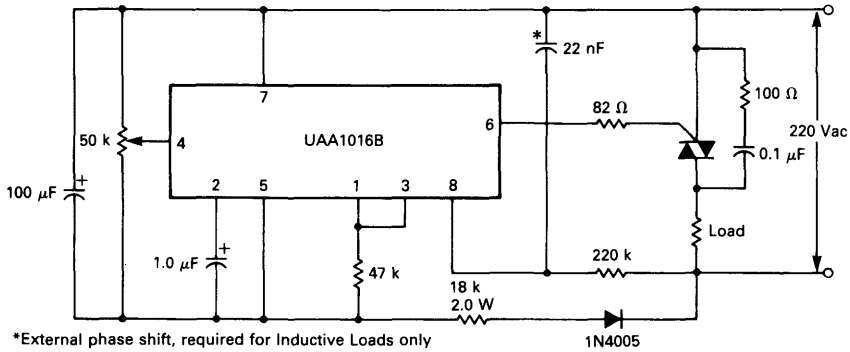 *
22 nF
7
100 Ω
82 Ω
6
50 k
4
UAA1016B
220 Vac
0.1 μF
+
100 μF
2
5
1
3
8
Load
+
1.0 μF
47 k
220 k
18 k
2.0 W
1N4005
*External phase shift, required for Inductive Loads only